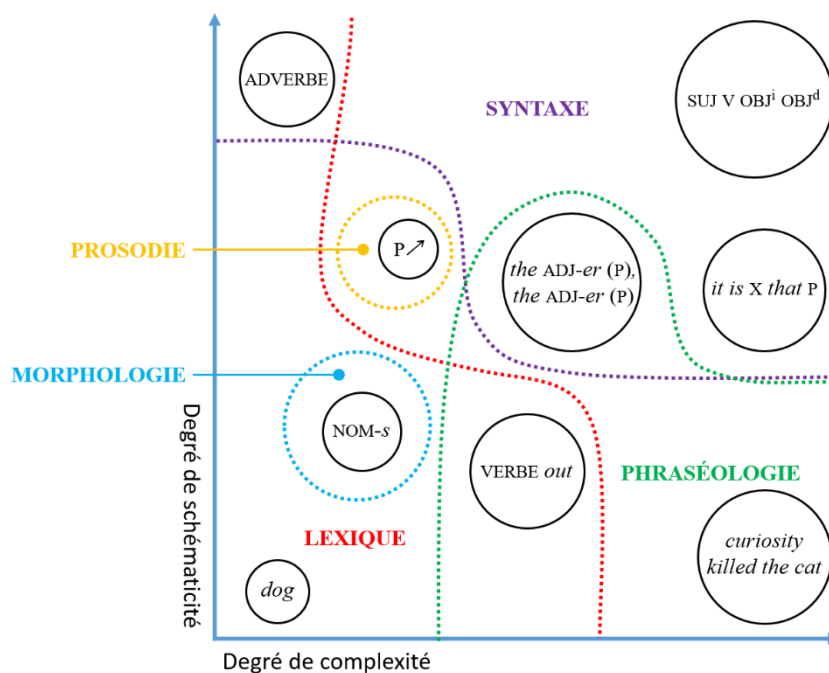 ADVERBE
SUJ V OBJⁱ OBJᵈ
SYNTAXE
PROSODIE
P↗
the ADJ-er (P),
the ADJ-er (P)
it is X that P
MORPHOLOGIE
NOM-s
VERBE out
PHRASÉOLOGIE
LEXIQUE
curiosity
killed the cat
dog
Degré de schématicité
Degré de complexité